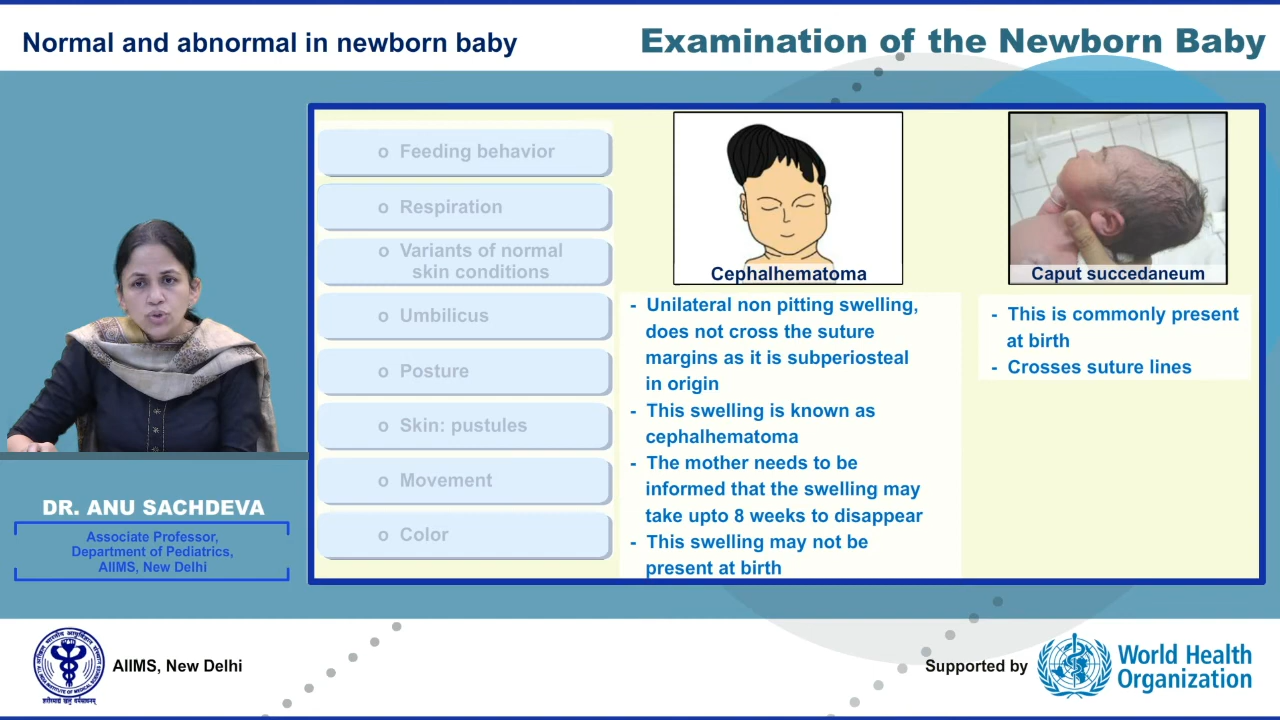 Normal and abnormal in newborn baby
Examination of the Newborn Baby
o Feeding behavior
o Respiration
o Variants of normal
skin conditions
o Umbilicus
o Posture
o Skin: pustules
o Movement
o Color
Cephalhematoma
- Unilateral non pitting swelling,
does not cross the suture
margins as it is subperiosteal
in origin
- This swelling is known as
cephalhematoma
- The mother needs to be
informed that the swelling may
take upto 8 weeks to disappear
- This swelling may not be
present at birth
Caput succedaneum
- This is commonly present
at birth
- Crosses suture lines
DR. ANU SACHDEVA
Associate Professor,
Department of Pediatrics,
AIIMS, New Delhi
AIIMS, New Delhi
Supported by
World Health
Organization